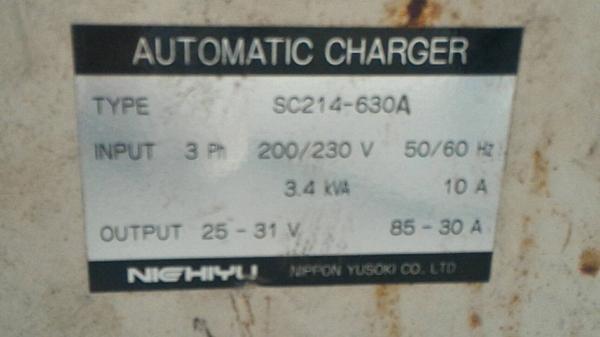 AUTOMATIC CHARGER
TYPE SC214-630A
INPUT 3 Ph 200/230 V 50/60 Hz
3.4 kVA 10 A
OUTPUT 25 - 31 V 85 - 30 A
NICHIYU NIPPON YUSOKI CO. LTD